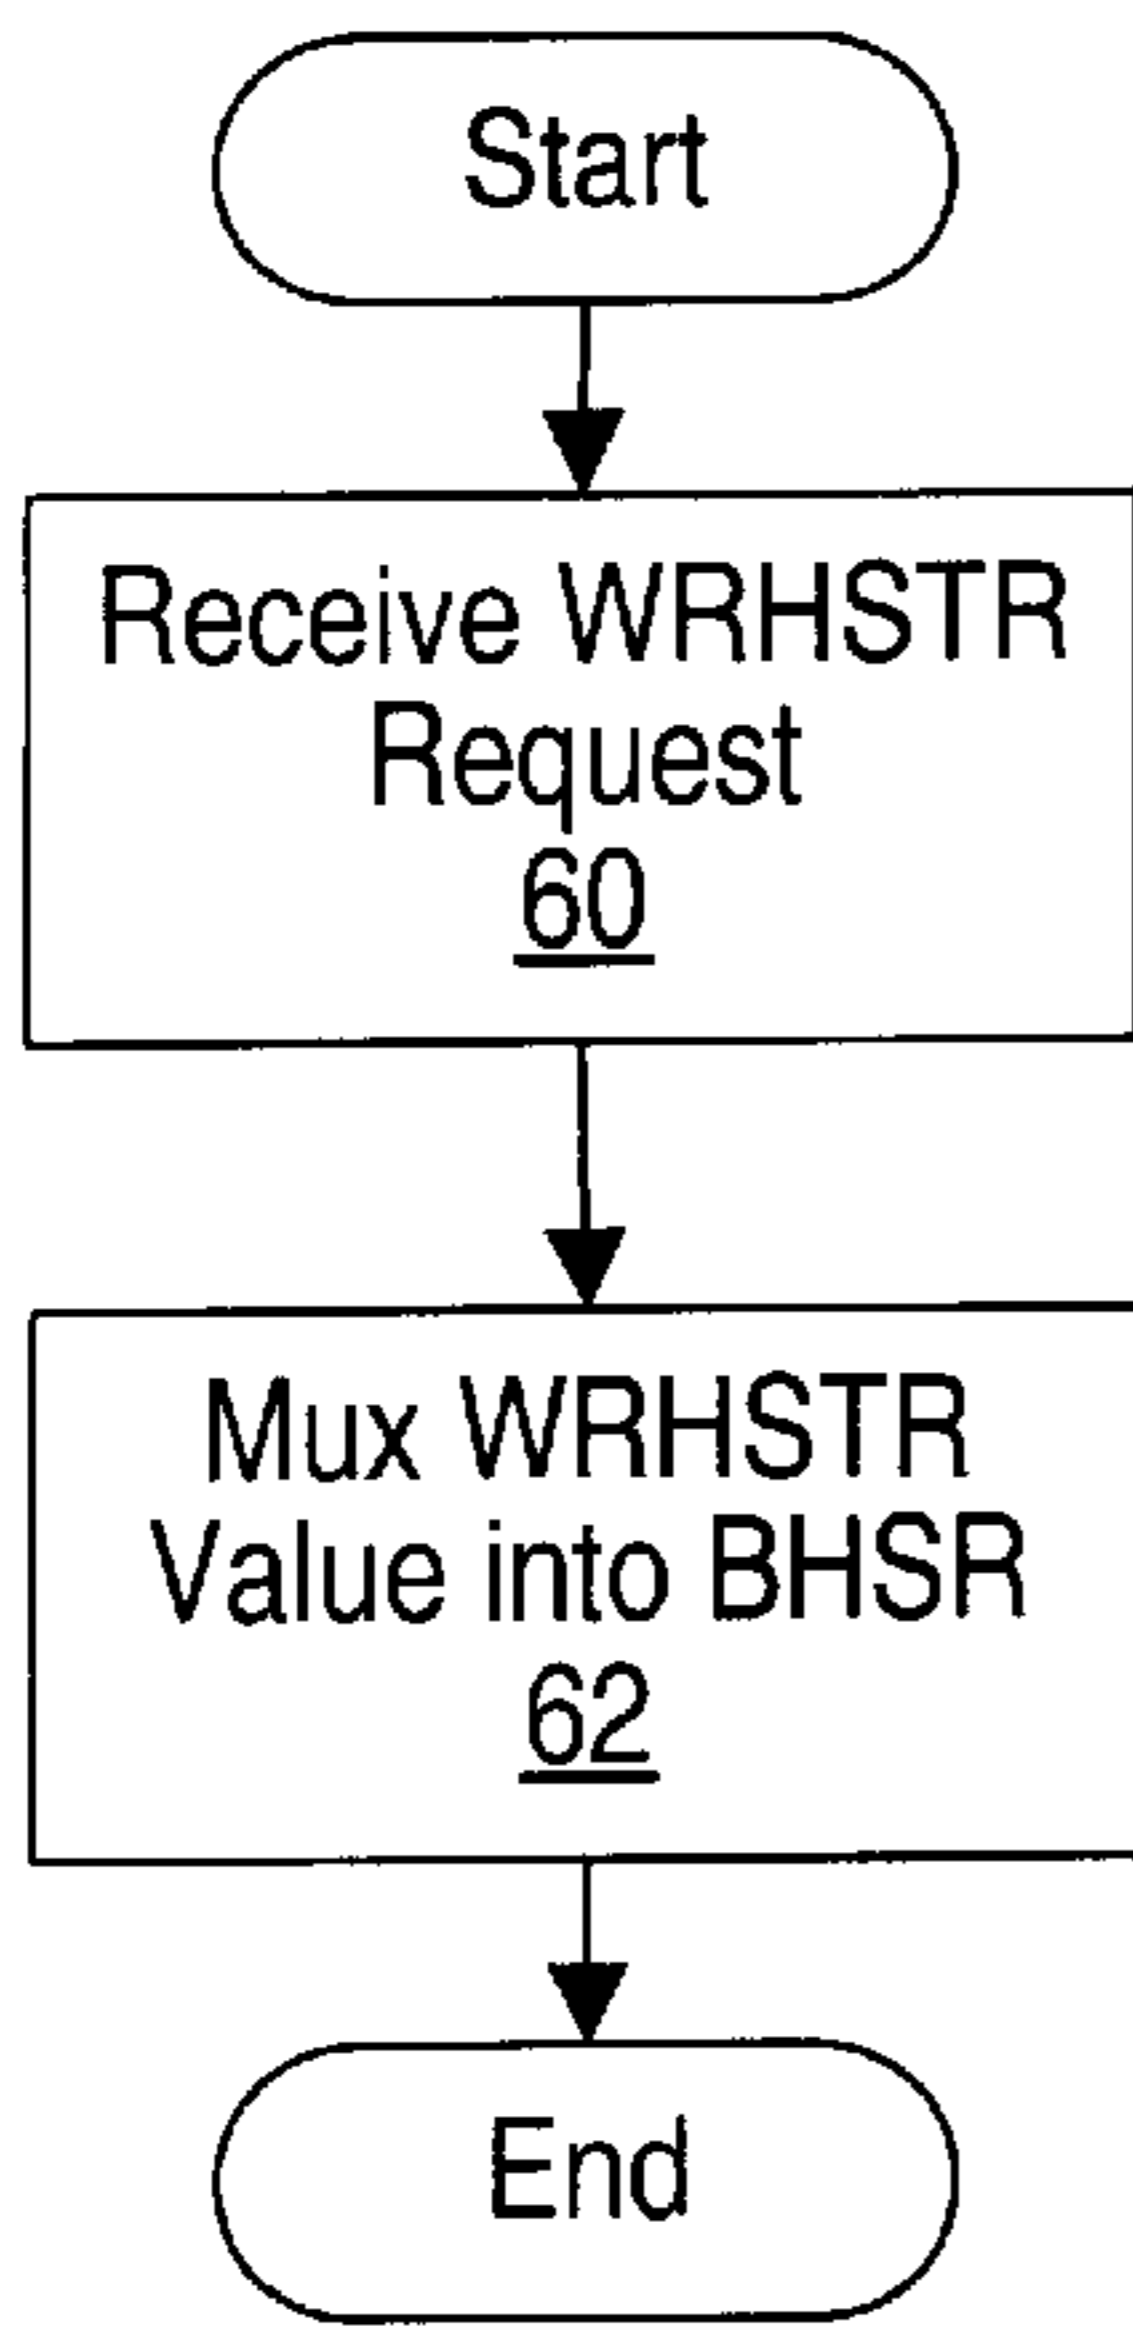 Start
Receive WRHSTR
Request
60
Mux WRHSTR
Value into BHSR
62
End